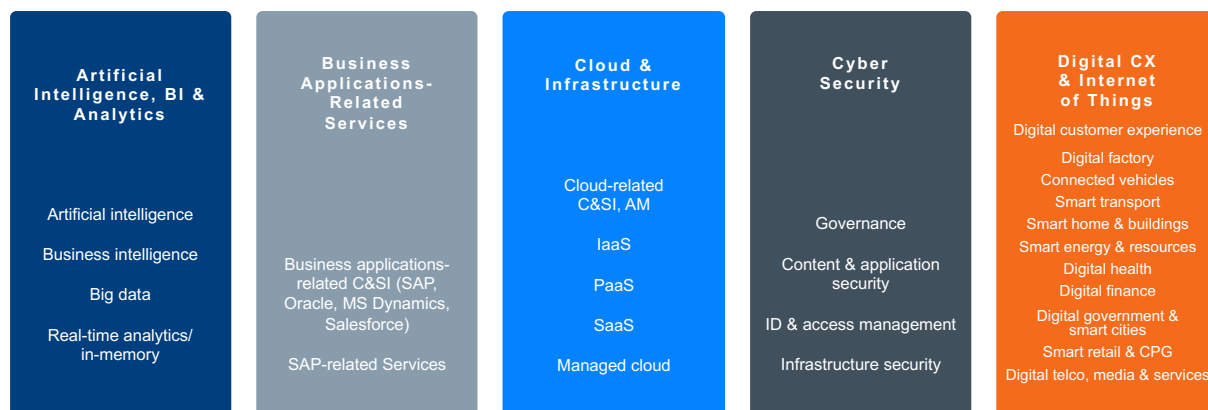 Artificial
Intelligence, BI &
Analytics
Artificial intelligence
Business intelligence
Big data
Real-time analytics/
in-memory
Business
Applications-
Related
Services
Business applications-
related C&SI (SAP,
Oracle, MS Dynamics,
Salesforce)
SAP-related Services
Cloud &
Infrastructure
Cloud-related
C&SI, AM
IaaS
PaaS
SaaS
Managed cloud
Cyber
Security
Governance
Content & application
security
ID & access management
Infrastructure security
Digital CX
& Internet
of Things
Digital customer experience
Digital factory
Connected vehicles
Smart transport
Smart home & buildings
Smart energy & resources
Digital health
Digital finance
Digital government &
smart cities
Smart retail & CPG
Digital telco, media & services